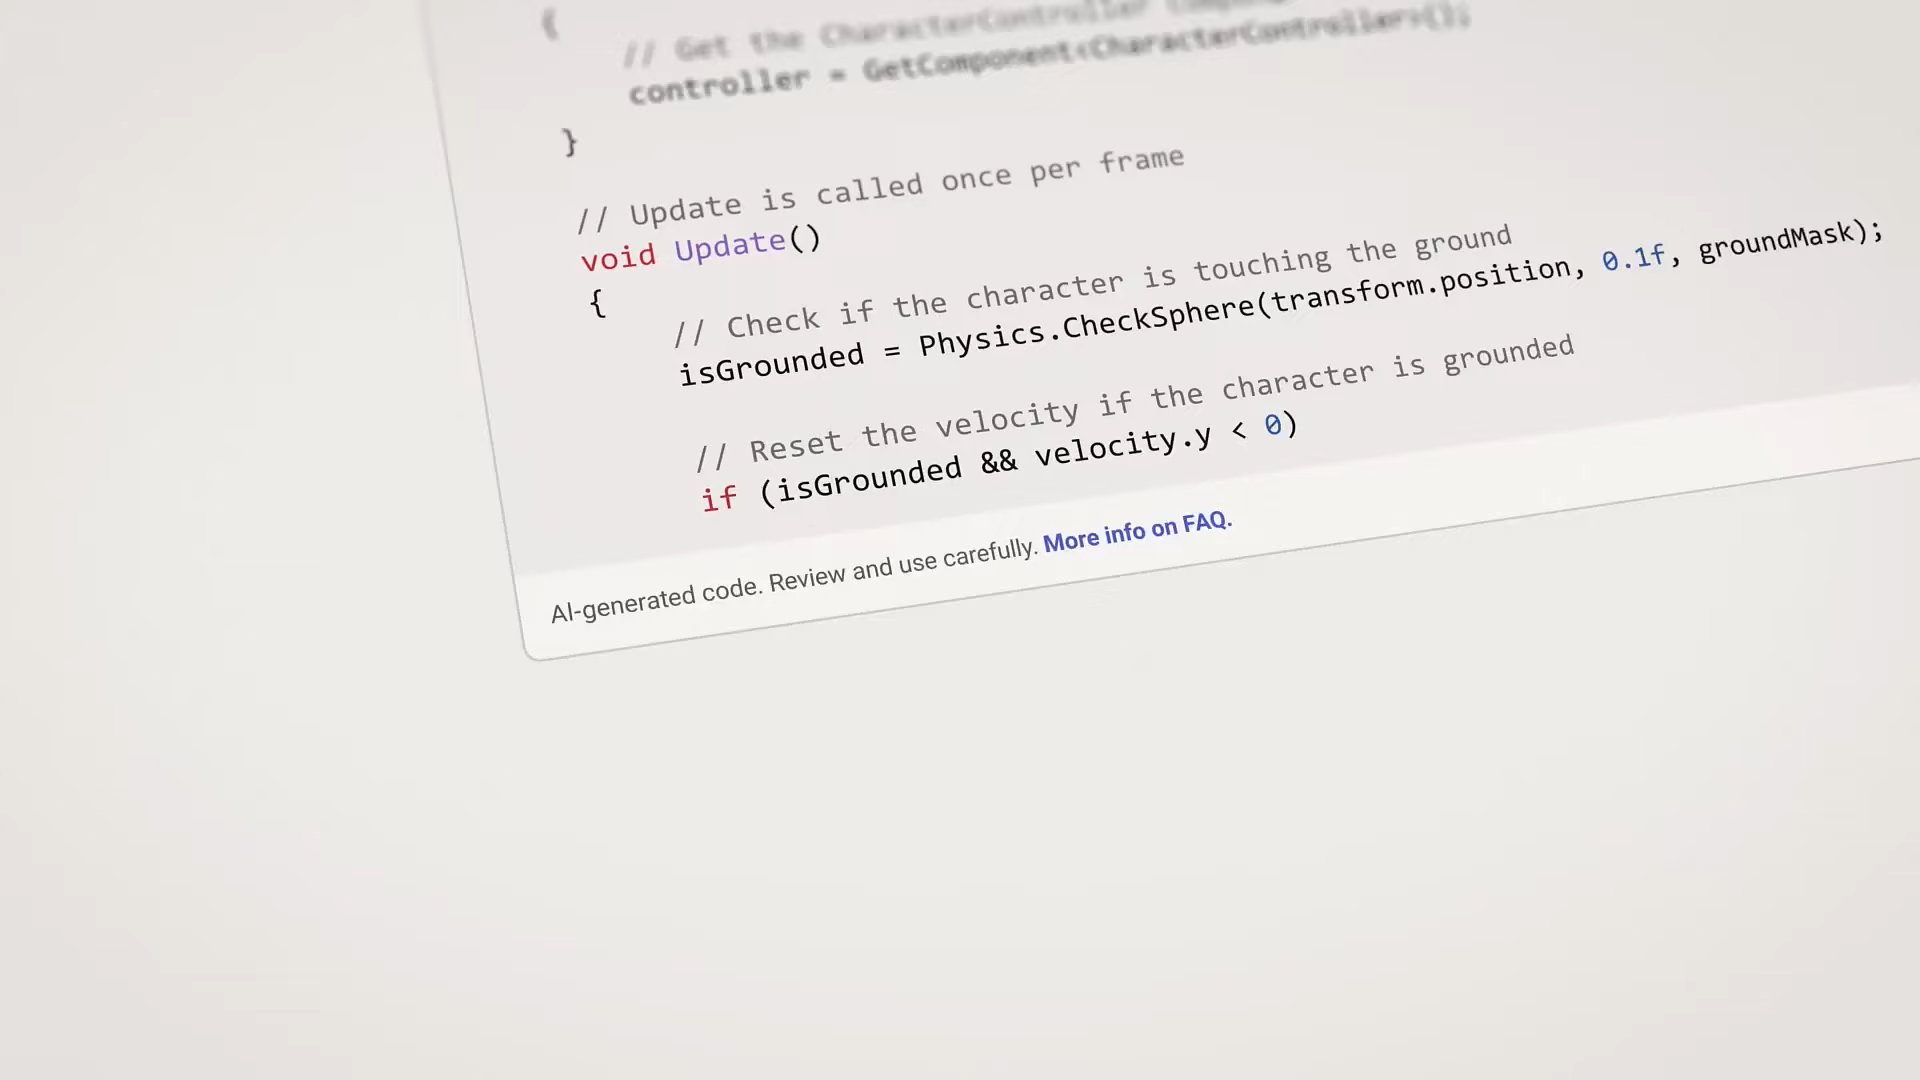 {
// Get the CharacterController
controller = GetComponent<CharacterController>();
}
// Update is called once per frame
void Update()
{
// Check if the character is touching the ground
isGrounded = Physics.CheckSphere(transform.position, 0.1f, groundMask);
// Reset the velocity if the character is grounded
if (isGrounded && velocity.y < 0)
AI-generated code. Review and use carefully. More info on FAQ.